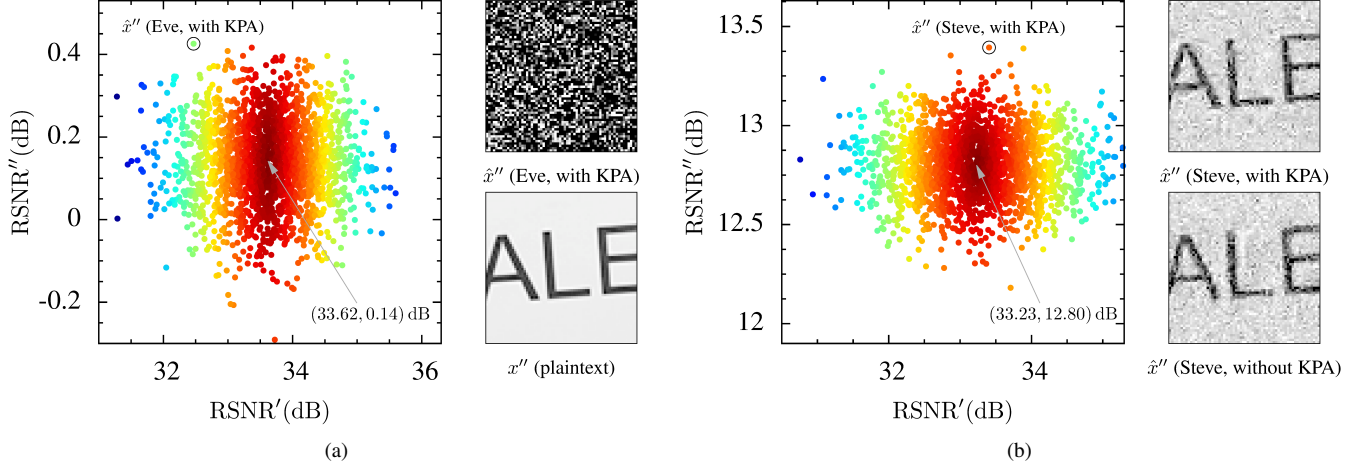 x̂′′ (Eve, with KPA)
0.4
0.2
0
-0.2
RSNR′′(dB)
(33.62, 0.14) dB
32
34
36
RSNR′(dB)
(a)
x̂′′ (Eve, with KPA)
ALE
x′′ (plaintext)
x̂′′ (Steve, with KPA)
13.5
13
12.5
12
RSNR′′(dB)
(33.23, 12.80) dB
32
34
RSNR′(dB)
(b)
ALE
x̂′′ (Steve, with KPA)
ALE
x̂′′ (Steve, without KPA)